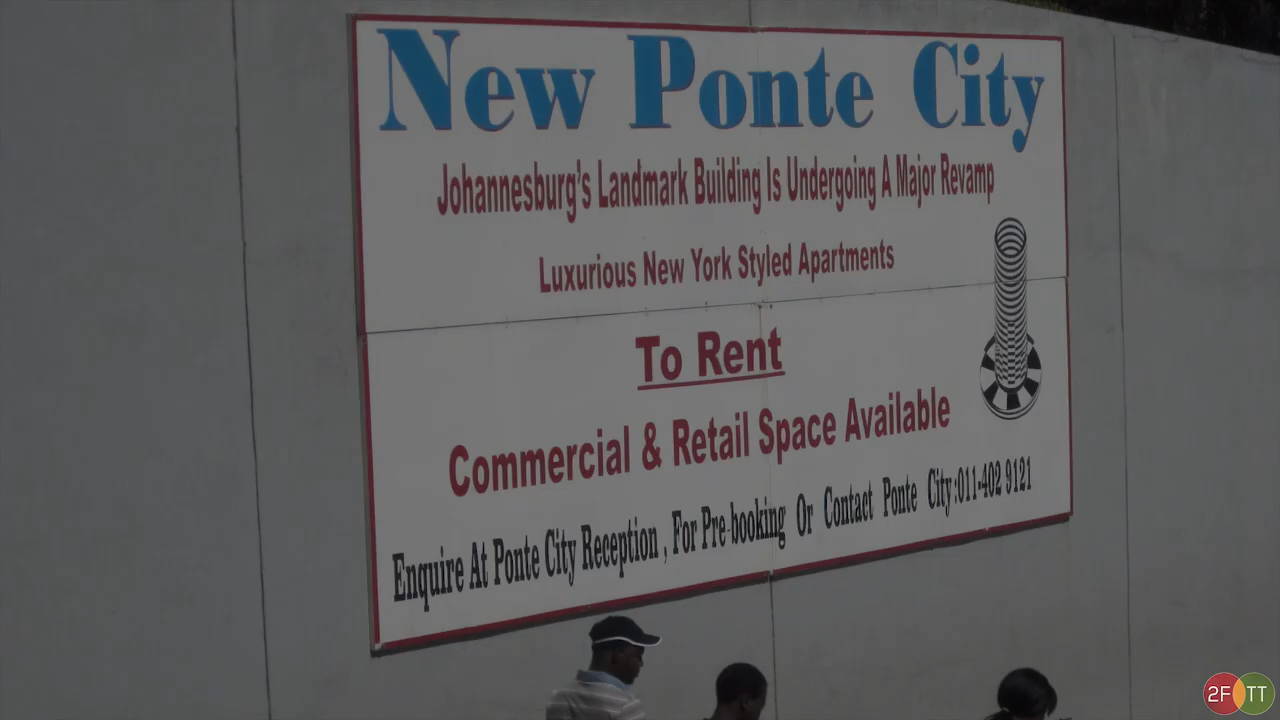 New Ponte City
Johannesburg's Landmark Building Is Undergoing A Major Revamp
Luxurious New York Styled Apartments
To Rent
Commercial & Retail Space Available
Enquire At Ponte City Reception , For Pre-booking Or Contact Ponte City:011-402 9121
2F TT